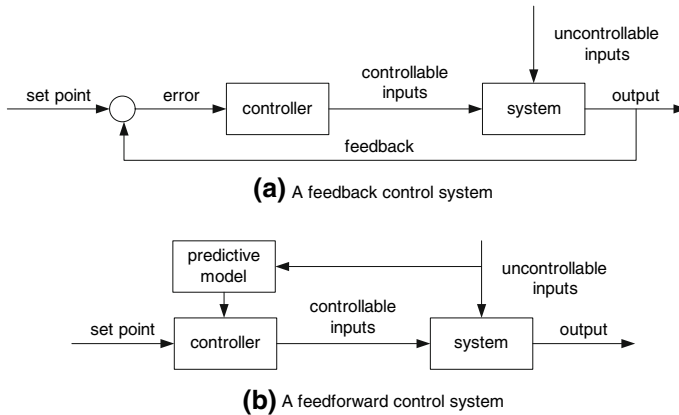 uncontrollable
inputs
controllable
inputs
set point
error
controller
system
output
feedback
(a) A feedback control system
predictive
model
uncontrollable
inputs
controllable
inputs
set point
controller
system
output
(b) A feedforward control system